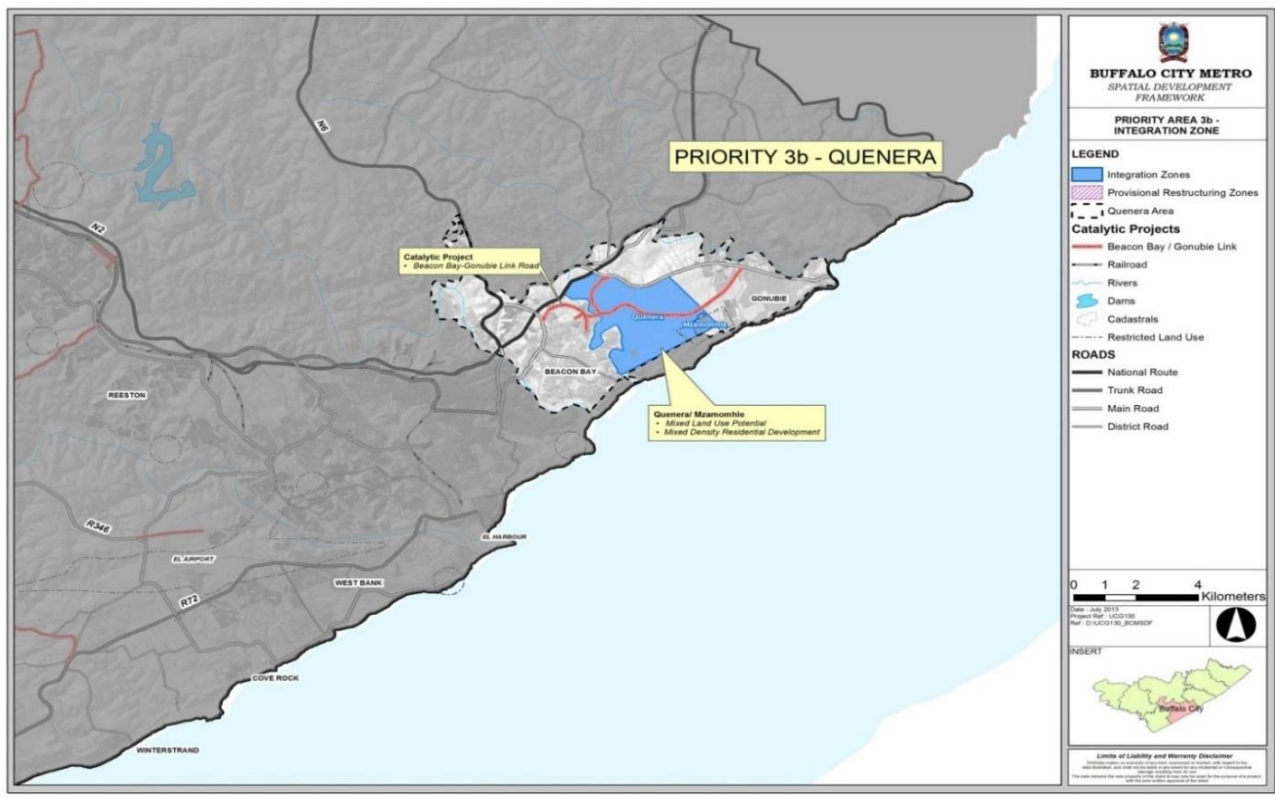 N6
PRIORITY 3b - QUENERA
N2
Catalytic Project
• Beacon Bay-Gonubie Link Road
GONUBIE
Quenera
Mzamomhle
BEACON BAY
REESTON
Quenera/ Mzamomhle
• Mixed Land Use Potential
• Mixed Density Residential Development
R346
EL HARBOUR
EL AIRPORT
WEST BANK
R72
COVE ROCK
WINTERSTRAND
BUFFALO CITY METRO
SPATIAL DEVELOPMENT
FRAMEWORK
PRIORITY AREA 3b -
INTEGRATION ZONE
LEGEND
Integration Zones
Provisional Restructuring Zones
Quenera Area
Catalytic Projects
Beacon Bay / Gonubie Link
Railroad
Rivers
Dams
Cadastrals
Restricted Land Use
ROADS
National Route
Trunk Road
Main Road
District Road
0 1 2 4
Kilometers
Date : July 2013
Project Ref : UCG130
Ref : D:\UCG130_BCMSDF
INSERT
Buffalo City
Limits of Liability and Warranty Disclaimer